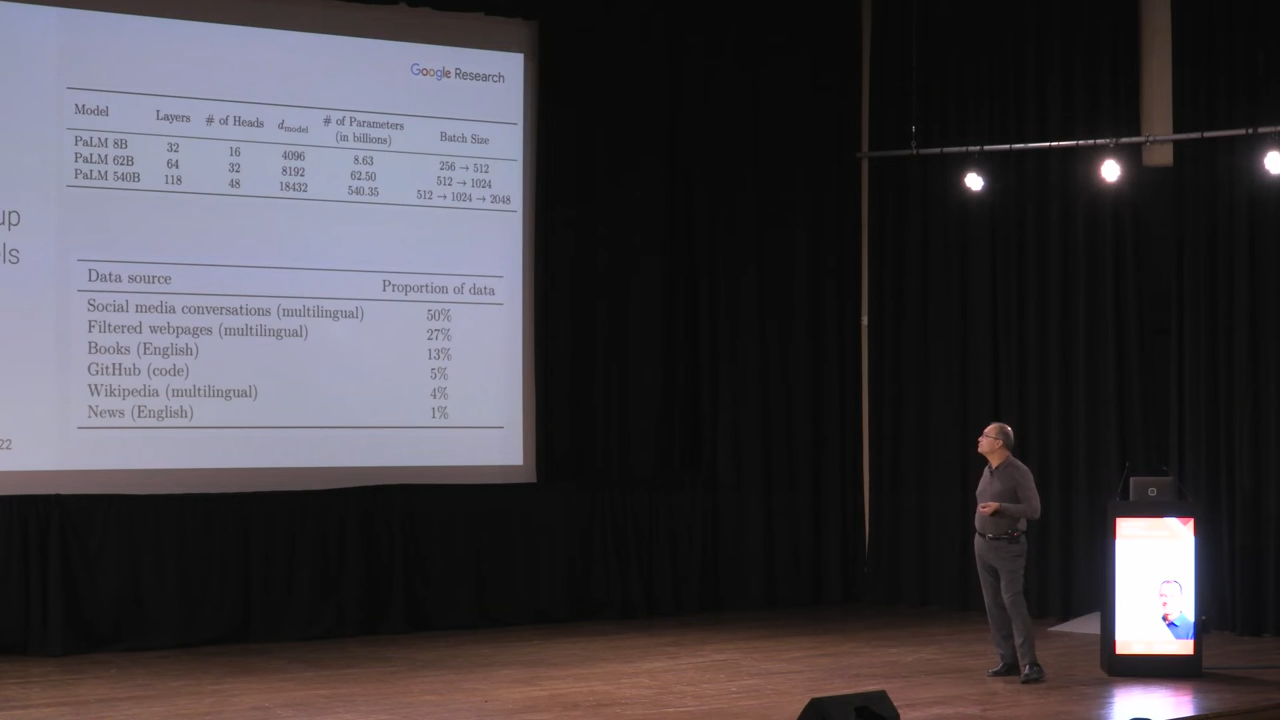 up
els
22
Google Research
Model Layers # of Heads d_model # of Parameters (in billions) Batch Size
PaLM 8B 32 16 4096 8.63 256 → 512
PaLM 62B 64 32 8192 62.50 512 → 1024
PaLM 540B 118 48 18432 540.35 512 → 1024 → 2048
Data source Proportion of data
Social media conversations (multilingual) 50%
Filtered webpages (multilingual) 27%
Books (English) 13%
GitHub (code) 5%
Wikipedia (multilingual) 4%
News (English) 1%